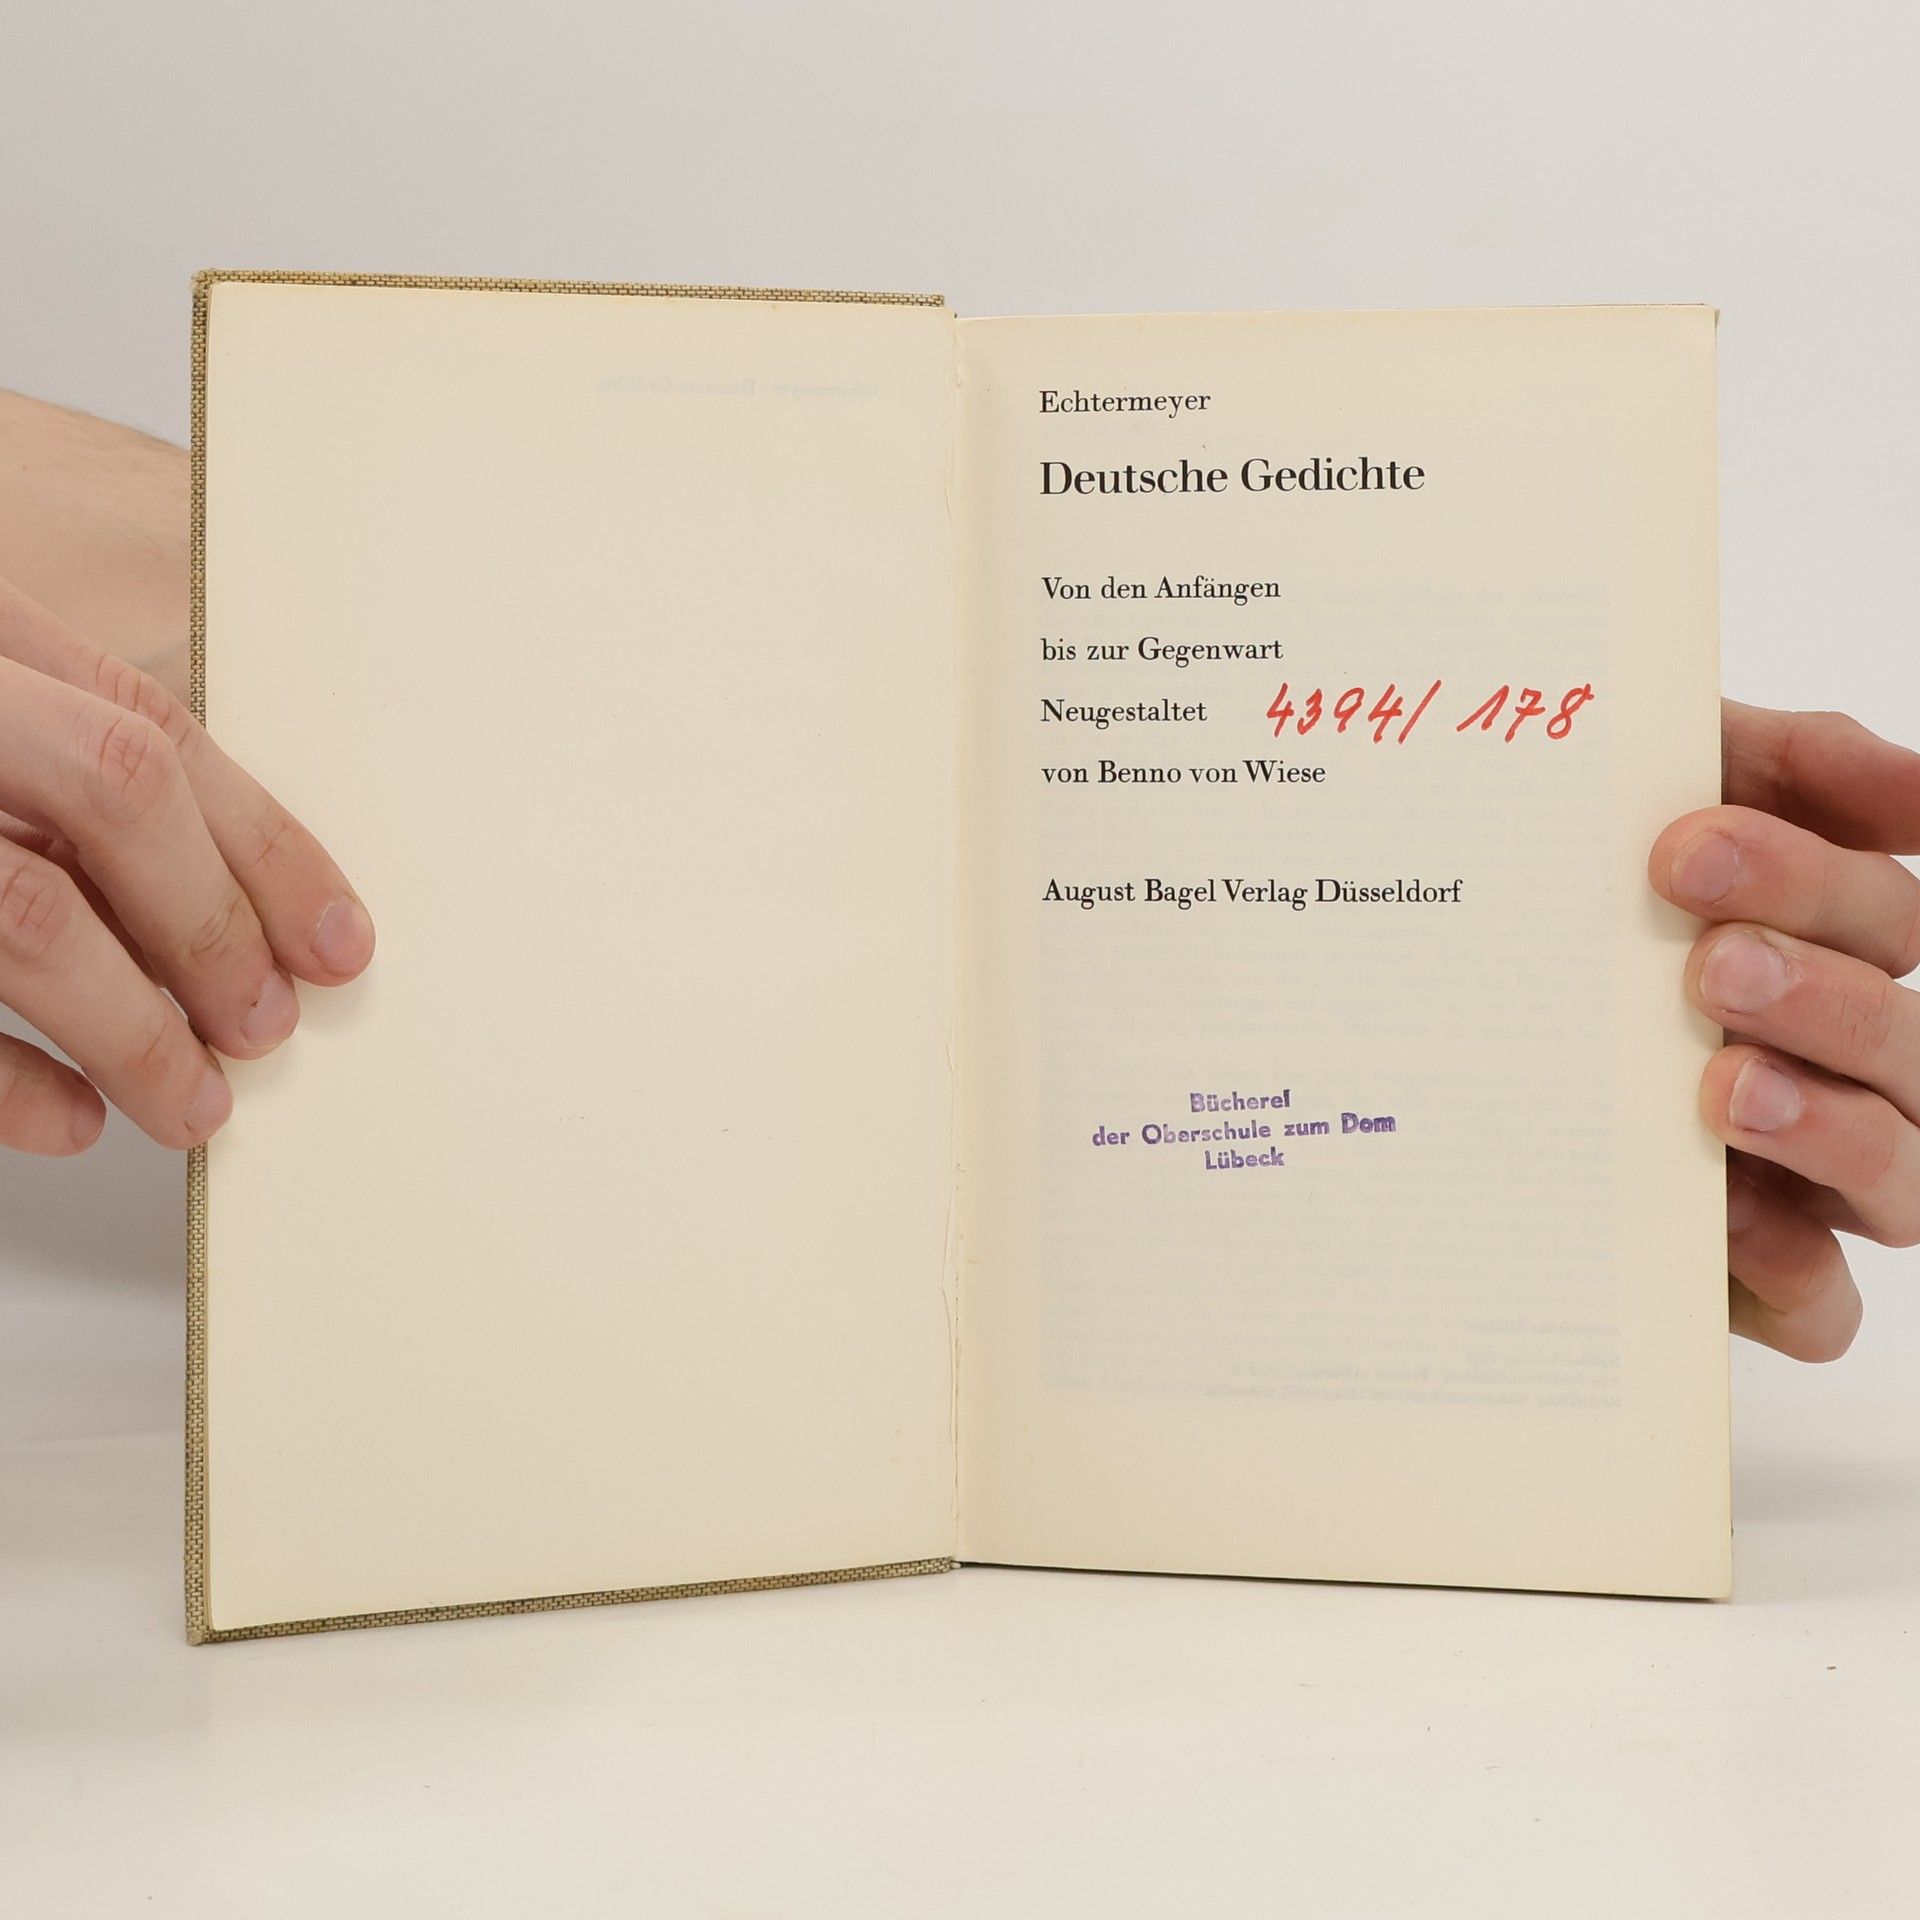 Echtermeyer
Deutsche Gedichte
Von den Anfängen
bis zur Gegenwart
Neugestaltet 4394/ 178
von Benno von Wiese
August Bagel Verlag Düsseldorf
Bücherei
der Oberschule zum Dom
Lübeck